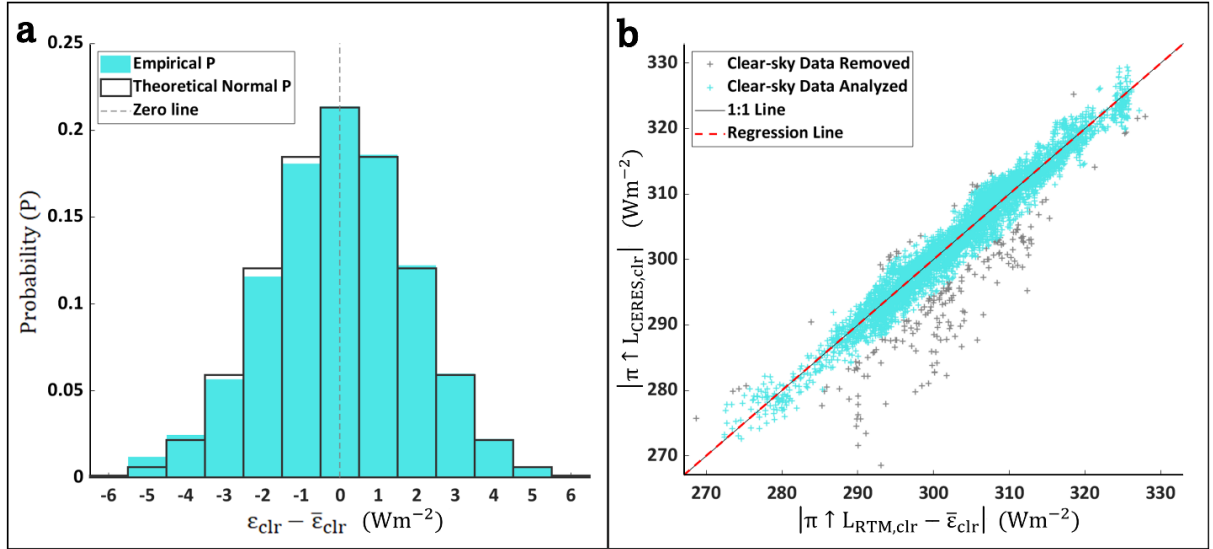 a
0.25
0.2
0.15
0.1
0.05
0
Probability (P)
Empirical P
Theoretical Normal P
Zero line
-6 -5 -4 -3 -2 -1 0 1 2 3 4 5 6
εclr − ε̅clr (Wm−2)
b
330
320
310
300
290
280
270
|π ↑ LCERES,clr| (Wm−2)
Clear-sky Data Removed
Clear-sky Data Analyzed
1:1 Line
Regression Line
270 280 290 300 310 320 330
|π ↑ LRTM,clr − ε̅clr| (Wm−2)